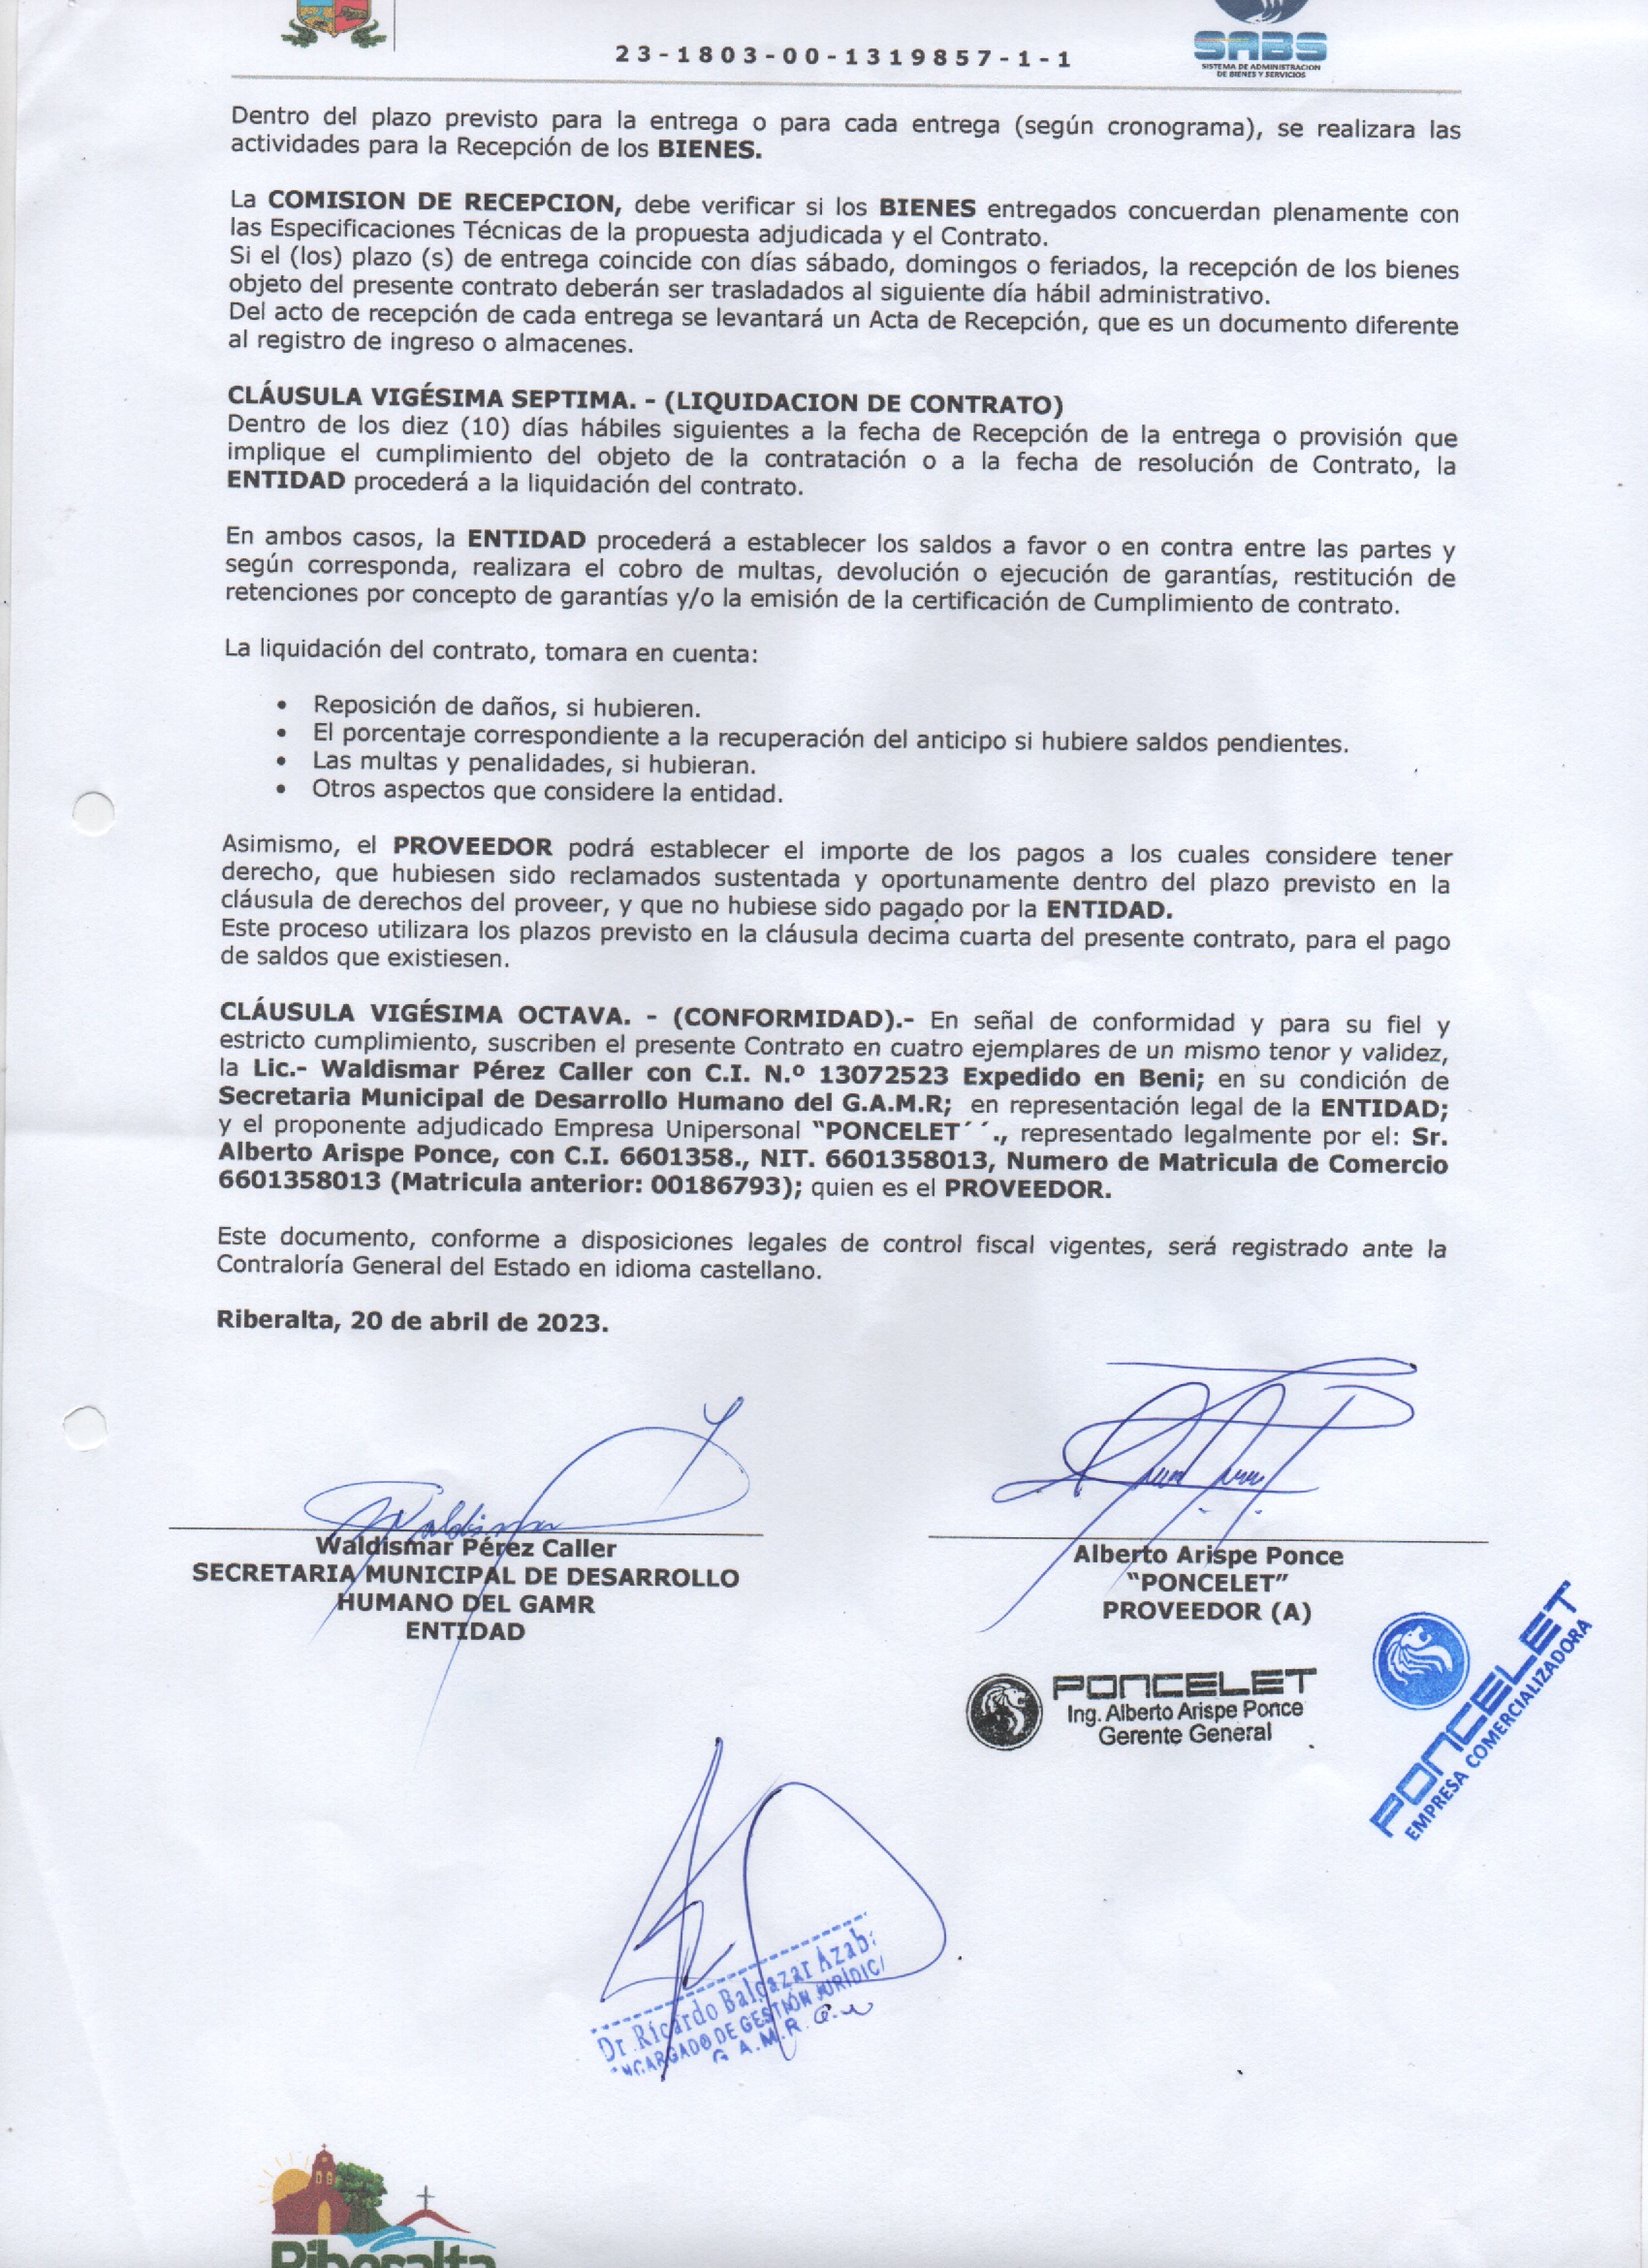 23-1803-00-1319857-1-1
SABS
SISTEMA DE ADMINISTRACION
DE BIENES Y SERVICIOS
Dentro del plazo previsto para la entrega o para cada entrega (según cronograma), se realizara las
actividades para la Recepción de los BIENES.
La COMISION DE RECEPCION, debe verificar si los BIENES entregados concuerdan plenamente con
las Especificaciones Técnicas de la propuesta adjudicada y el Contrato.
Si el (los) plazo (s) de entrega coincide con días sábado, domingos o feriados, la recepción de los bienes
objeto del presente contrato deberán ser trasladados al siguiente día hábil administrativo.
Del acto de recepción de cada entrega se levantará un Acta de Recepción, que es un documento diferente
al registro de ingreso o almacenes.
CLÁUSULA VIGÉSIMA SEPTIMA. - (LIQUIDACION DE CONTRATO)
Dentro de los diez (10) días hábiles siguientes a la fecha de Recepción de la entrega o provisión que
implique el cumplimiento del objeto de la contratación o a la fecha de resolución de Contrato, la
ENTIDAD procederá a la liquidación del contrato.
En ambos casos, la ENTIDAD procederá a establecer los saldos a favor o en contra entre las partes y
según corresponda, realizara el cobro de multas, devolución o ejecución de garantías, restitución de
retenciones por concepto de garantías y/o la emisión de la certificación de Cumplimiento de contrato.
La liquidación del contrato, tomara en cuenta:
• Reposición de daños, si hubieren.
• El porcentaje correspondiente a la recuperación del anticipo si hubiere saldos pendientes.
• Las multas y penalidades, si hubieran.
• Otros aspectos que considere la entidad.
Asimismo, el PROVEEDOR podrá establecer el importe de los pagos a los cuales considere tener
derecho, que hubiesen sido reclamados sustentada y oportunamente dentro del plazo previsto en la
cláusula de derechos del proveer, y que no hubiese sido pagado por la ENTIDAD.
Este proceso utilizara los plazos previsto en la cláusula decima cuarta del presente contrato, para el pago
de saldos que existiesen.
CLÁUSULA VIGÉSIMA OCTAVA. - (CONFORMIDAD).- En señal de conformidad y para su fiel y
estricto cumplimiento, suscriben el presente Contrato en cuatro ejemplares de un mismo tenor y validez,
la Lic.- Waldismar Pérez Caller con C.I. N.º 13072523 Expedido en Beni; en su condición de
Secretaria Municipal de Desarrollo Humano del G.A.M.R; en representación legal de la ENTIDAD;
y el proponente adjudicado Empresa Unipersonal “PONCELET´´., representado legalmente por el: Sr.
Alberto Arispe Ponce, con C.I. 6601358., NIT. 6601358013, Numero de Matricula de Comercio
6601358013 (Matricula anterior: 00186793); quien es el PROVEEDOR.
Este documento, conforme a disposiciones legales de control fiscal vigentes, será registrado ante la
Contraloría General del Estado en idioma castellano.
Riberalta, 20 de abril de 2023.
Waldismar
Waldismar Pérez Caller
SECRETARIA MUNICIPAL DE DESARROLLO
HUMANO DEL GAMR
ENTIDAD
Alberto Arispe Ponce
“PONCELET”
PROVEEDOR (A)
PONCELET
Ing. Alberto Arispe Ponce
Gerente General
PONCELET
EMPRESA COMERCIALIZADORA
Dr. Ricardo Balcazar Azab
NCARGADO DE GESTIÓN JURÍDIC
G.A.M.R.
Riberalta